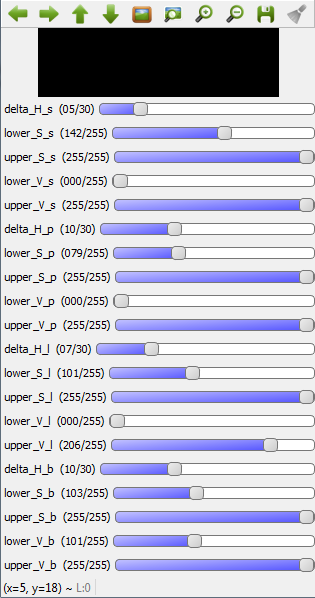 delta_H_s (05/30)
lower_S_s (142/255)
upper_S_s (255/255)
lower_V_s (000/255)
upper_V_s (255/255)
delta_H_p (10/30)
lower_S_p (079/255)
upper_S_p (255/255)
lower_V_p (000/255)
upper_V_p (255/255)
delta_H_l (07/30)
lower_S_l (101/255)
upper_S_l (255/255)
lower_V_l (000/255)
upper_V_l (206/255)
delta_H_b (10/30)
lower_S_b (103/255)
upper_S_b (255/255)
lower_V_b (101/255)
upper_V_b (255/255)
(x=5, y=18) ~ L:0